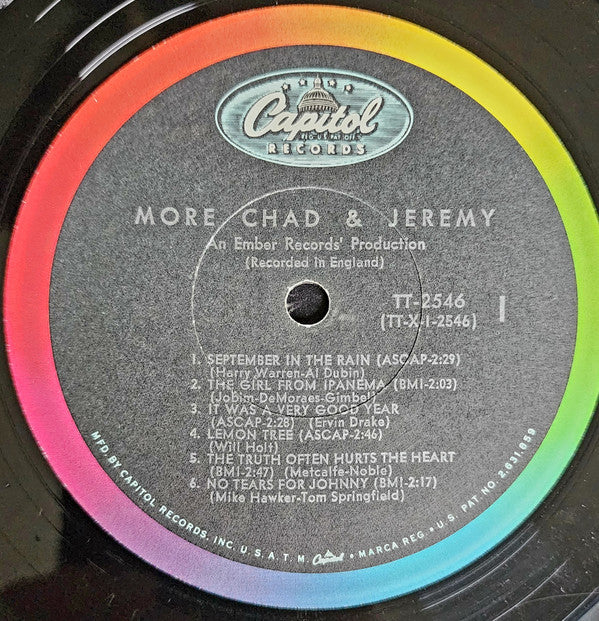 Capitol
RECORDS
MORE CHAD & JEREMY
An Ember Records' Production
(Recorded in England)
TT-2546 1
(TT-X-1-2546)
1. SEPTEMBER IN THE RAIN (ASCAP-2:29)
(Harry Warren-Al Dubin)
2. THE GIRL FROM IPANEMA (BMI-2:03)
(Jobim-DeMoraes-Gimbel)
3. IT WAS A VERY GOOD YEAR
(ASCAP-2:28) (Ervin Drake)
4. LEMON TREE (ASCAP-2:46)
(Will Holt)
5. THE TRUTH OFTEN HURTS THE HEART
(BMI-2:47) (Metcalfe-Noble)
6. NO TEARS FOR JOHNNY (BMI-2:17)
(Mike Hawker-Tom Springfield)
MFD. BY CAPITOL RECORDS, INC. U.S.A. T.M. Capitol • MARCA REG. • U.S. PAT. NO. 2,631,859